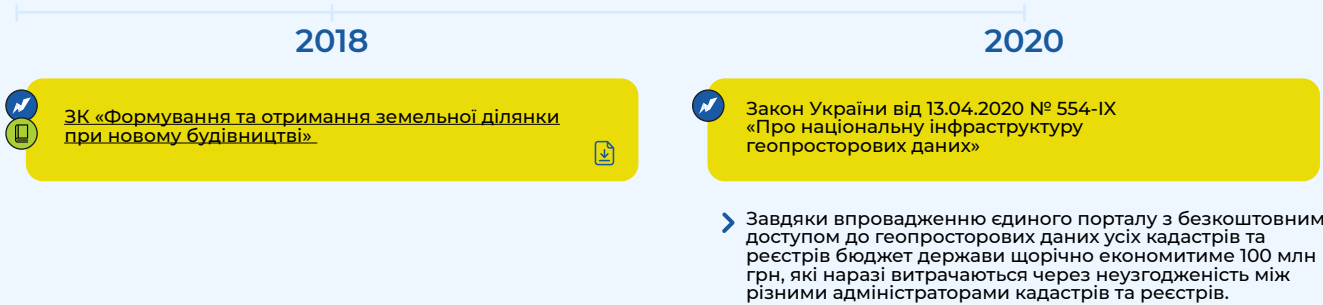 2018
ЗК «Формування та отримання земельної ділянки
при новому будівництві»
2020
Закон України від 13.04.2020 № 554-IX
«Про національну інфраструктуру
геопросторових даних»
Завдяки впровадженню єдиного порталу з безкоштовним
доступом до геопросторових даних усіх кадастрів та
реєстрів бюджет держави щорічно економитиме 100 млн
грн, які наразі витрачаються через неузгодженість між
різними адміністраторами кадастрів та реєстрів.